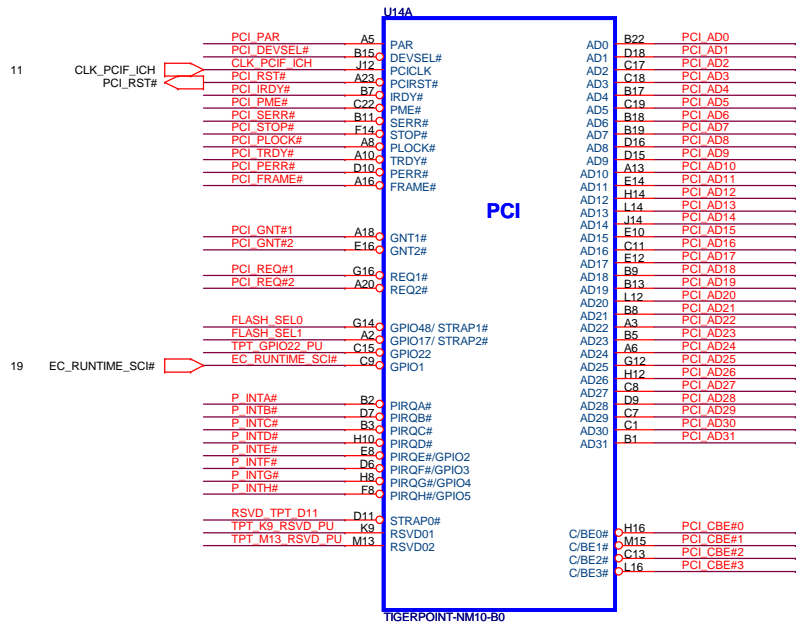 U14A
PCI_PAR A5 PAR AD0 B22 PCI_AD0
PCI_DEVSEL# B15 DEVSEL# AD1 D18 PCI_AD1
11 CLK_PCIF_ICH CLK_PCIF_ICH J12 PCICLK AD2 C17 PCI_AD2
PCI_RST# PCI_RST# A23 PCIRST# AD3 C18 PCI_AD3
PCI_IRDY# B7 IRDY# AD4 B17 PCI_AD4
PCI_PME# C22 PME# AD5 C19 PCI_AD5
PCI_SERR# B11 SERR# AD6 B18 PCI_AD6
PCI_STOP# F14 STOP# AD7 B19 PCI_AD7
PCI_PLOCK# A8 PLOCK# AD8 D16 PCI_AD8
PCI_TRDY# A10 TRDY# AD9 D15 PCI_AD9
PCI_PERR# D10 PERR# AD10 A13 PCI_AD10
PCI_FRAME# A16 FRAME# AD11 E14 PCI_AD11
AD12 H14 PCI_AD12
PCI AD13 L14 PCI_AD13
AD14 J14 PCI_AD14
PCI_GNT#1 A18 GNT1# AD15 E10 PCI_AD15
PCI_GNT#2 E16 GNT2# AD16 C11 PCI_AD16
AD17 E12 PCI_AD17
PCI_REQ#1 G16 REQ1# AD18 B9 PCI_AD18
PCI_REQ#2 A20 REQ2# AD19 B13 PCI_AD19
AD20 L12 PCI_AD20
AD21 B8 PCI_AD21
FLASH_SEL0 G14 GPIO48/ STRAP1# AD22 A3 PCI_AD22
FLASH_SEL1 A2 GPIO17/ STRAP2# AD23 B5 PCI_AD23
TPT_GPIO22_PU C15 GPIO22 AD24 A6 PCI_AD24
19 EC_RUNTIME_SCI# EC_RUNTIME_SCI# C9 GPIO1 AD25 G12 PCI_AD25
AD26 H12 PCI_AD26
AD27 C8 PCI_AD27
P_INTA# B2 PIRQA# AD28 D9 PCI_AD28
P_INTB# D7 PIRQB# AD29 C7 PCI_AD29
P_INTC# B3 PIRQC# AD30 C1 PCI_AD30
P_INTD# H10 PIRQD# AD31 B1 PCI_AD31
P_INTE# E8 PIRQE#/GPIO2
P_INTF# D6 PIRQF#/GPIO3
P_INTG# H8 PIRQG#/GPIO4
P_INTH# F8 PIRQH#/GPIO5
RSVD_TPT_D11 D11 STRAP0#
TPT_K9_RSVD_PU K9 RSVD01 C/BE0# H16 PCI_CBE#0
TPT_M13_RSVD_PU M13 RSVD02 C/BE1# M15 PCI_CBE#1
C/BE2# C13 PCI_CBE#2
C/BE3# L16 PCI_CBE#3
TIGERPOINT-NM10-B0